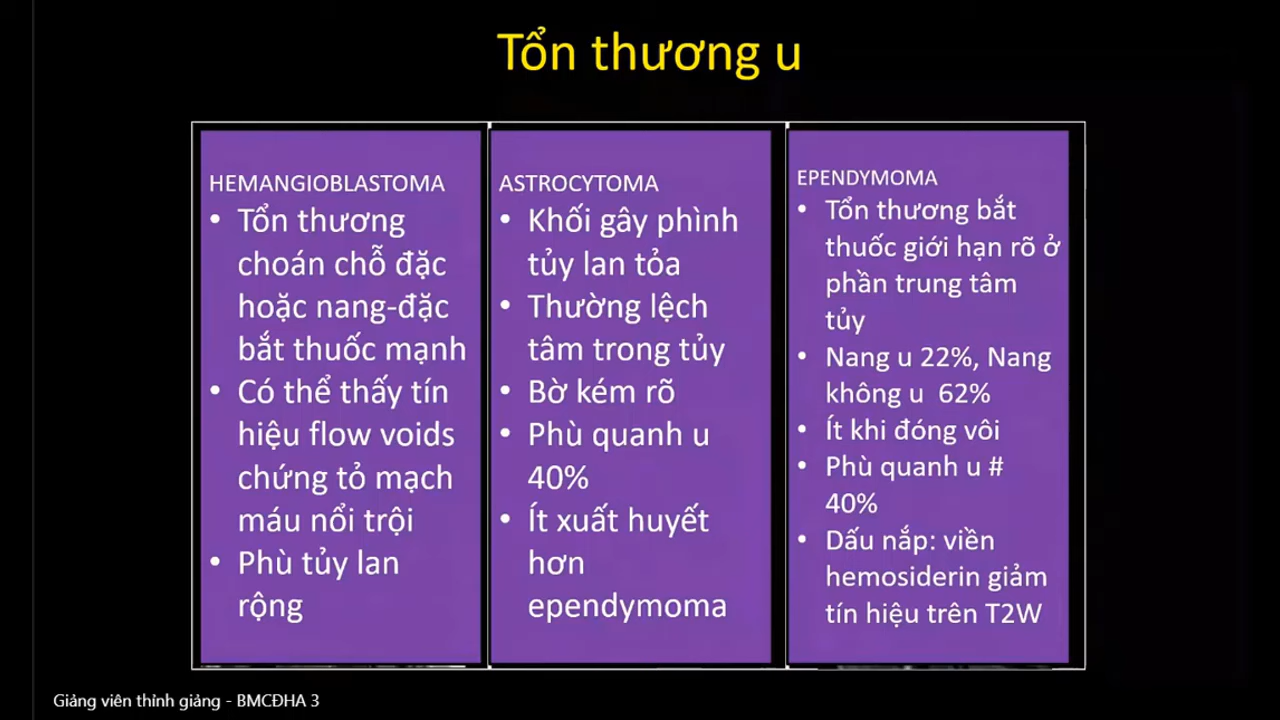 Tổn thương u
HEMANGIOBLASTOMA
• Tổn thương
choán chỗ đặc
hoặc nang-đặc
bắt thuốc mạnh
• Có thể thấy tín
hiệu flow voids
chứng tỏ mạch
máu nổi trội
• Phù tủy lan
rộng
ASTROCYTOMA
• Khối gây phình
tủy lan tỏa
• Thường lệch
tâm trong tủy
• Bờ kém rõ
• Phù quanh u
40%
• Ít xuất huyết
hơn
ependymoma
EPENDYMOMA
• Tổn thương bắt
thuốc giới hạn rõ ở
phần trung tâm
tủy
• Nang u 22%, Nang
không u 62%
• Ít khi đóng vôi
• Phù quanh u #
40%
• Dấu nắp: viền
hemosiderin giảm
tín hiệu trên T2W
Giảng viên thỉnh giảng - BMCĐHA 3